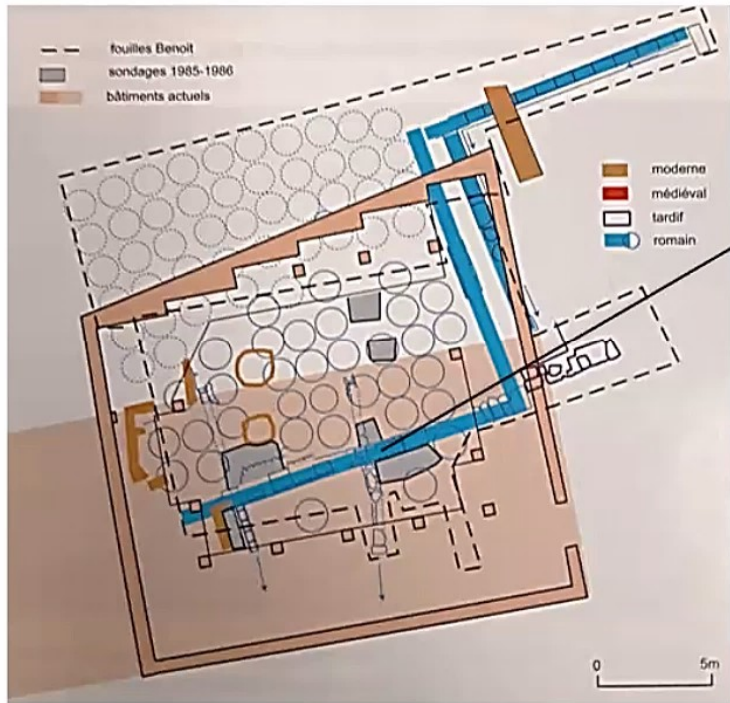 fouilles Benoit
sondages 1985-1986
bâtiments actuels
moderne
médiéval
tardif
romain
0 5m